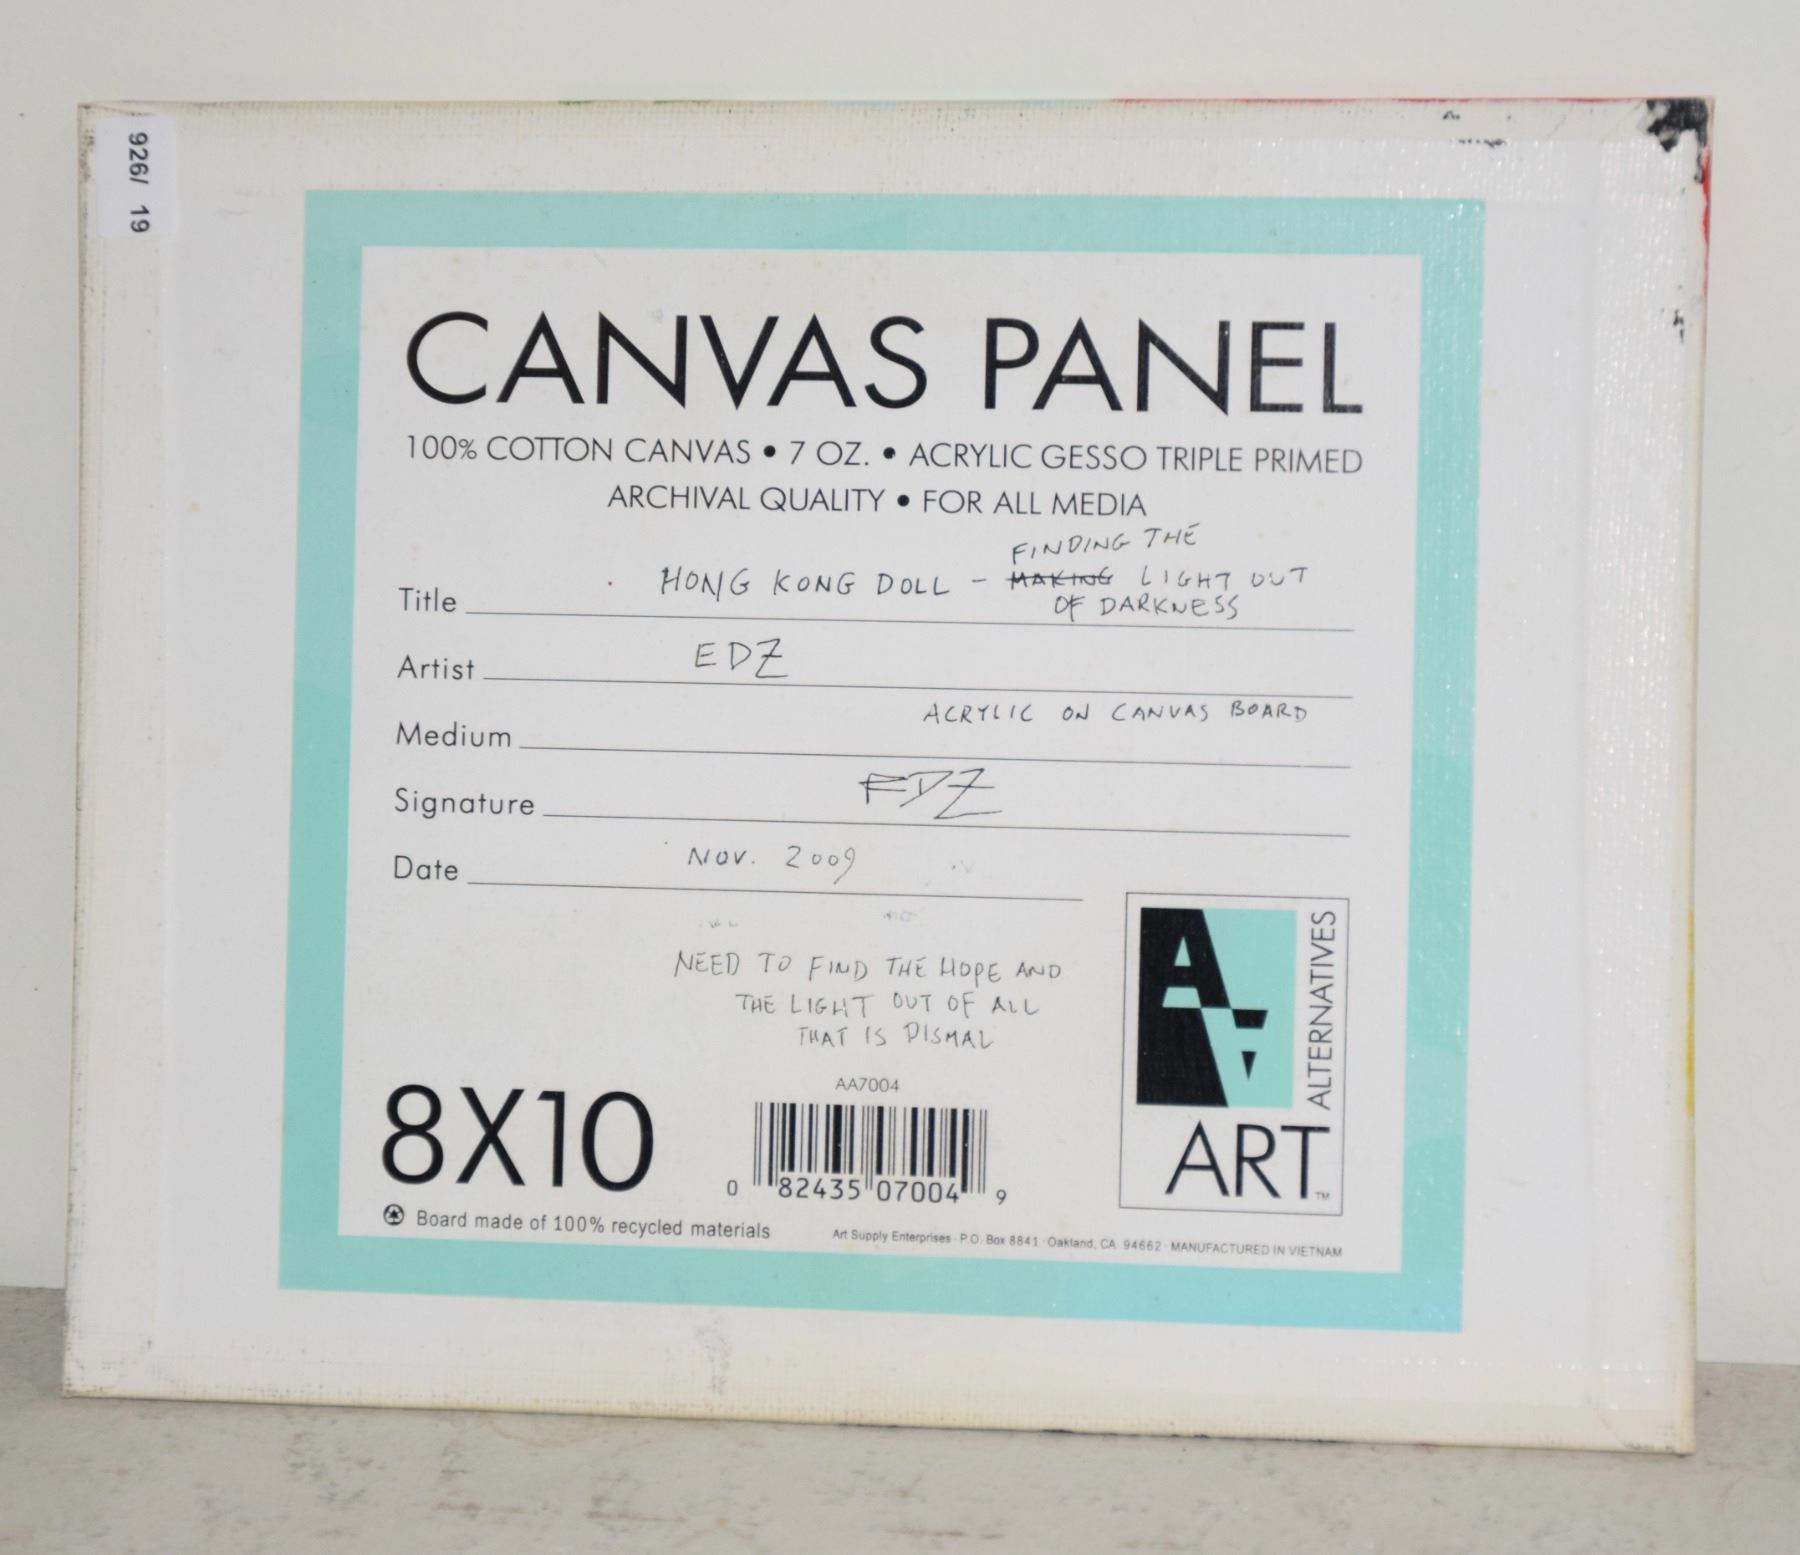 926/ 19
CANVAS PANEL
100% COTTON CANVAS • 7 OZ. • ACRYLIC GESSO TRIPLE PRIMED
ARCHIVAL QUALITY • FOR ALL MEDIA
FINDING THE
Title HONG KONG DOLL - MAKING LIGHT OUT
OF DARKNESS
Artist EDZ
Medium ACRYLIC ON CANVAS BOARD
Signature EDZ
Date NOV. 2009
NEED TO FIND THE HOPE AND
THE LIGHT OUT OF ALL
THAT IS DISMAL
AA7004
8X10
0 82435 07004 9
Board made of 100% recycled materials
Art Supply Enterprises · P.O. Box 8841 · Oakland, CA 94662 · MANUFACTURED IN VIETNAM
AA
ALTERNATIVES
ART™